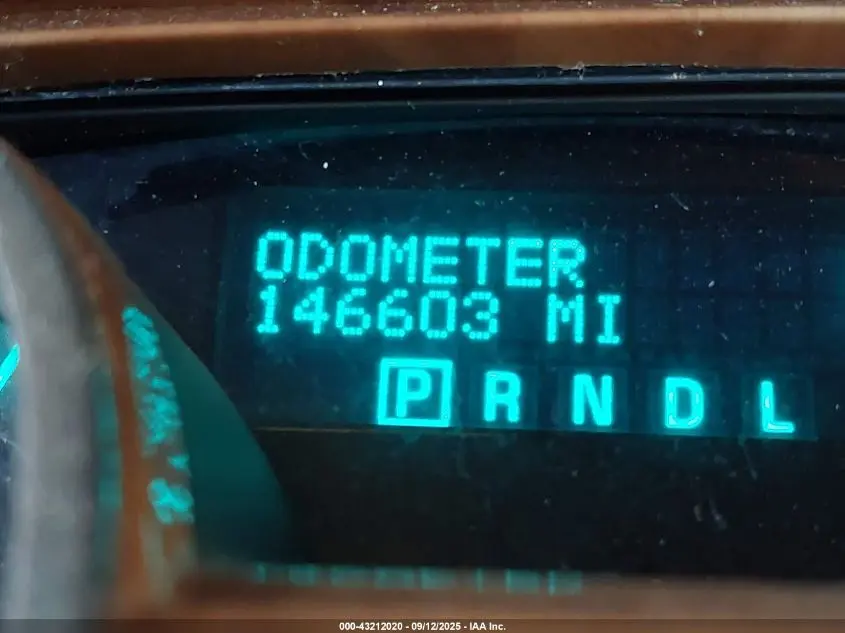 ODOMETER
146603 MI
P R N D L
000-43212020 - 09/12/2025 - IAA Inc.